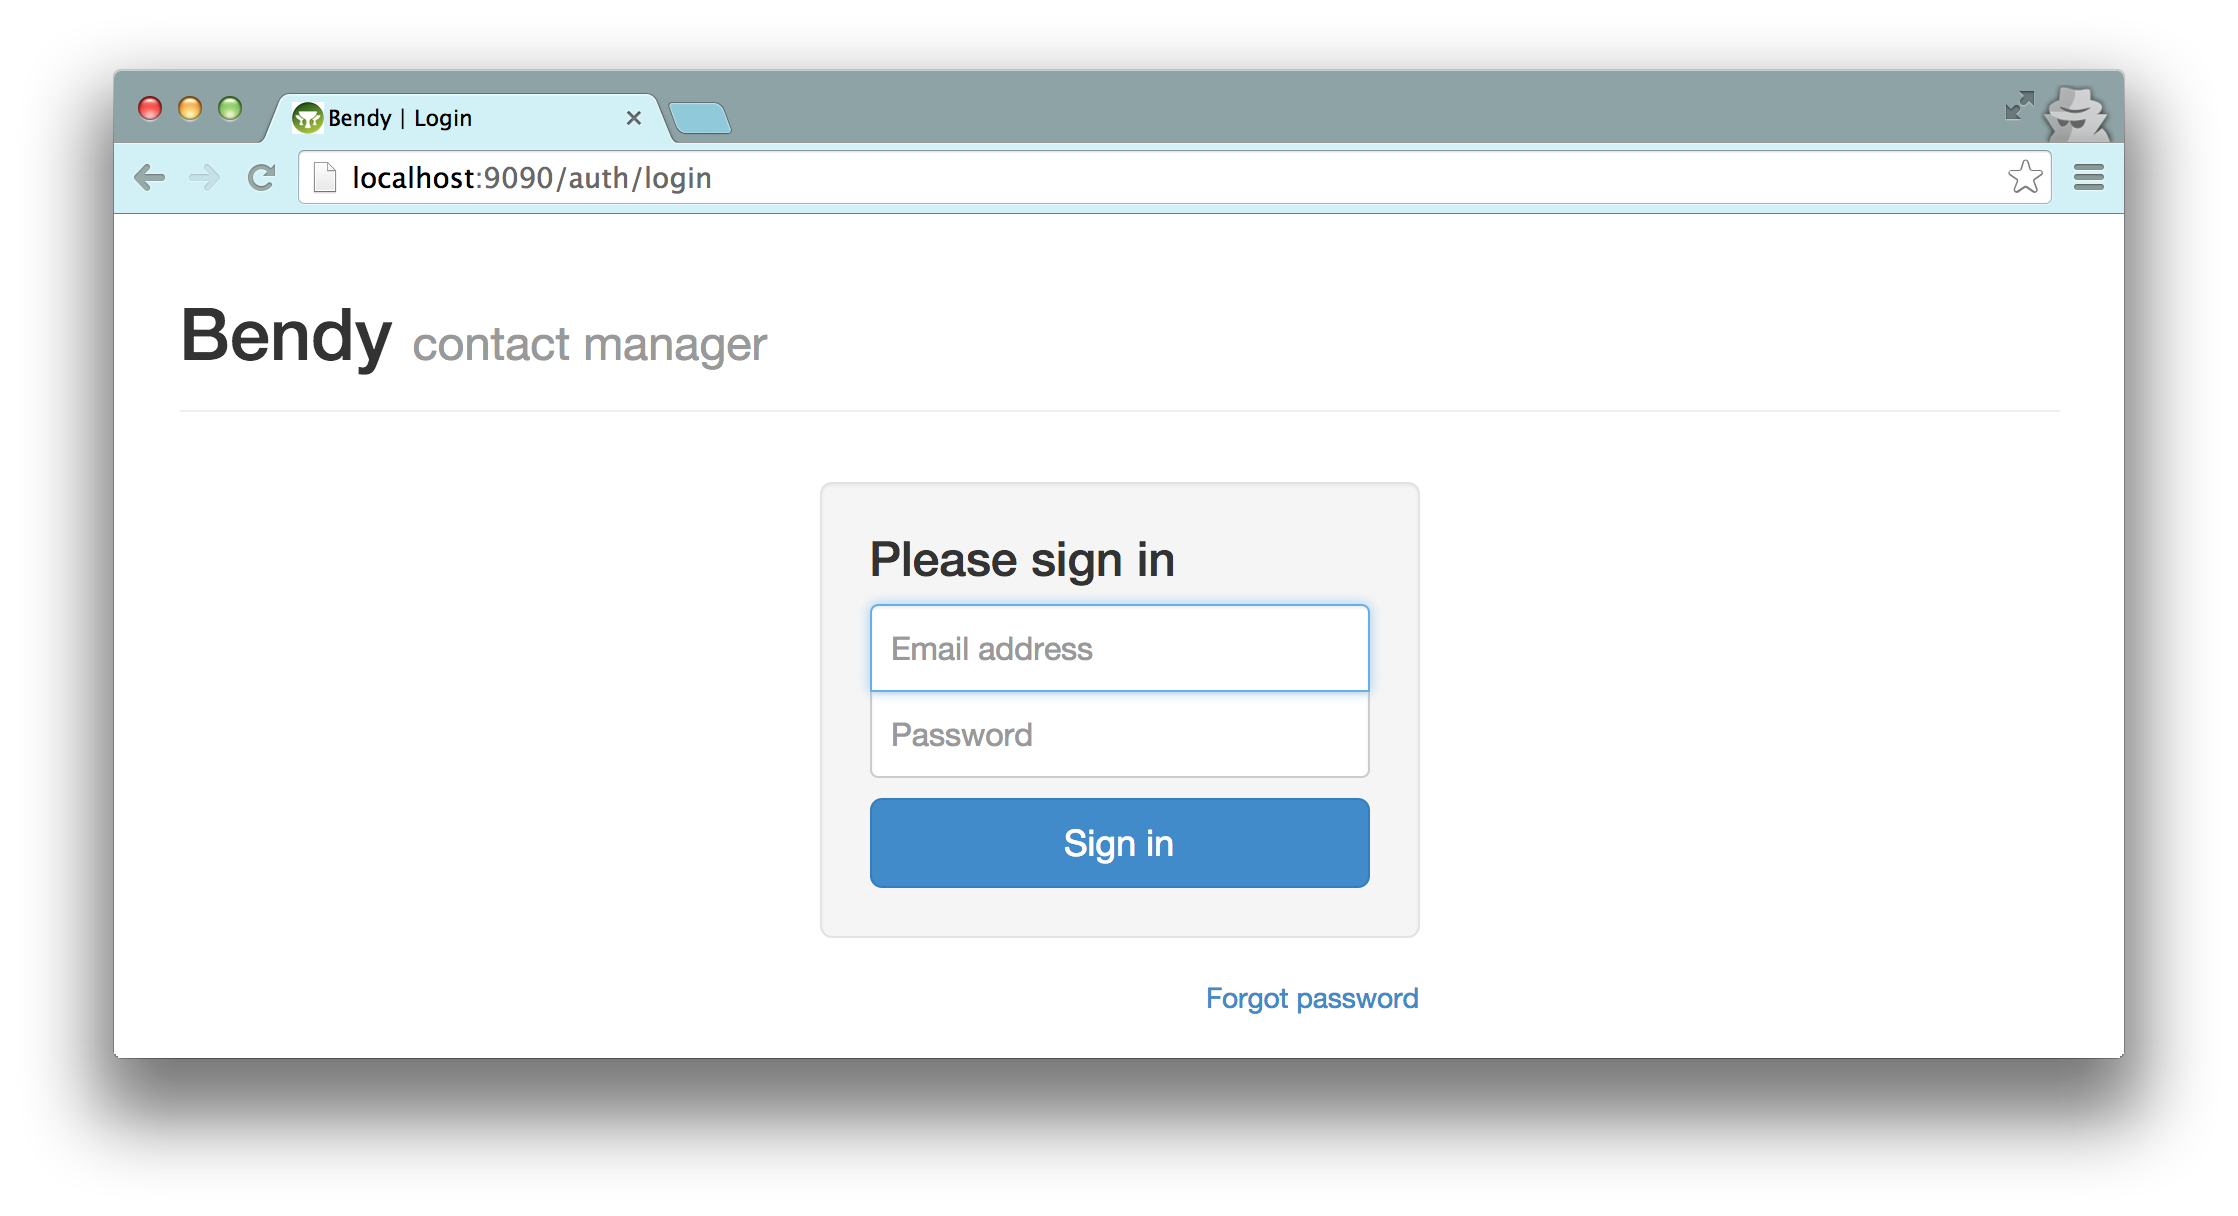 Bendy | Login
localhost:9090/auth/login
Bendy contact manager
Please sign in
Email address
Password
Sign in
Forgot password